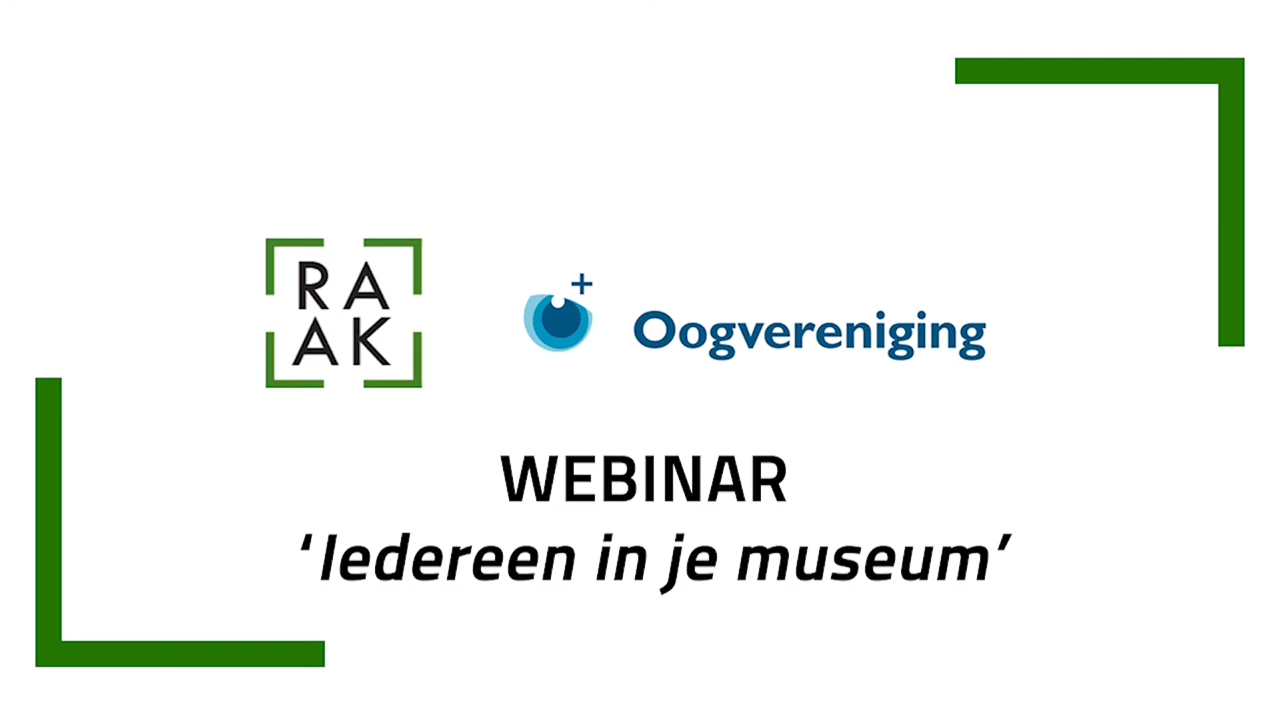 RA
AK
Oogvereniging
WEBINAR
‘Iedereen in je museum’